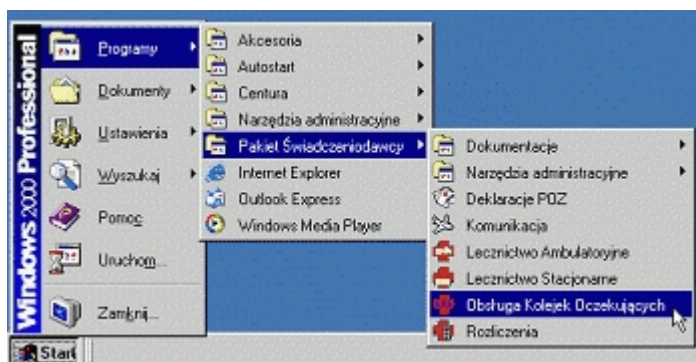 Windows 2000 Professional
Programy
Dokumenty
Ustawienia
Wyszukaj
Pomoc
Uruchom...
Zamknij...
Start
Akcesoria
Autostart
Centura
Narzędzia administracyjne
Pakiet Świadczeniodawcy
Internet Explorer
Outlook Express
Windows Media Player
Dokumentacje
Narzędzia administracyjne
Deklaracje POZ
Komunikacja
Lecznictwo Ambulatoryjne
Lecznictwo Stacjonarne
Obsługa Kolejek Oczekujących
Rozliczenia